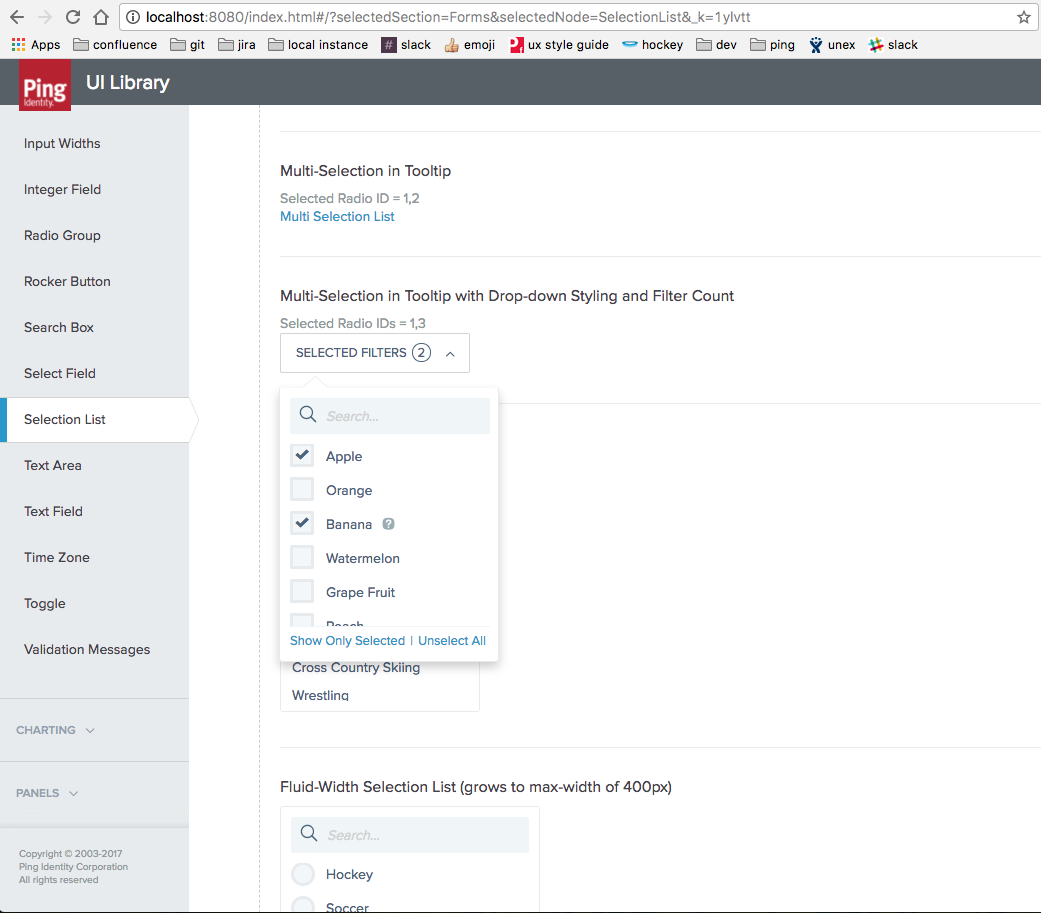 localhost:8080/index.html#/?selectedSection=Forms&selectedNode=SelectionList&_k=1ylvtt
Apps confluence git jira local instance # slack emoji ux style guide hockey dev ping unex slack
Ping
Identity.
UI Library
Input Widths
Integer Field
Radio Group
Rocker Button
Search Box
Select Field
Selection List
Text Area
Text Field
Time Zone
Toggle
Validation Messages
CHARTING
PANELS
Copyright © 2003-2017
Ping Identity Corporation
All rights reserved
Multi-Selection in Tooltip
Selected Radio ID = 1,2
Multi Selection List
Multi-Selection in Tooltip with Drop-down Styling and Filter Count
Selected Radio IDs = 1,3
SELECTED FILTERS 2
Search...
Apple
Orange
Banana ?
Watermelon
Grape Fruit
Peach
Show Only Selected | Unselect All
Cross Country Skiing
Wrestling
Fluid-Width Selection List (grows to max-width of 400px)
Search...
Hockey
Soccer